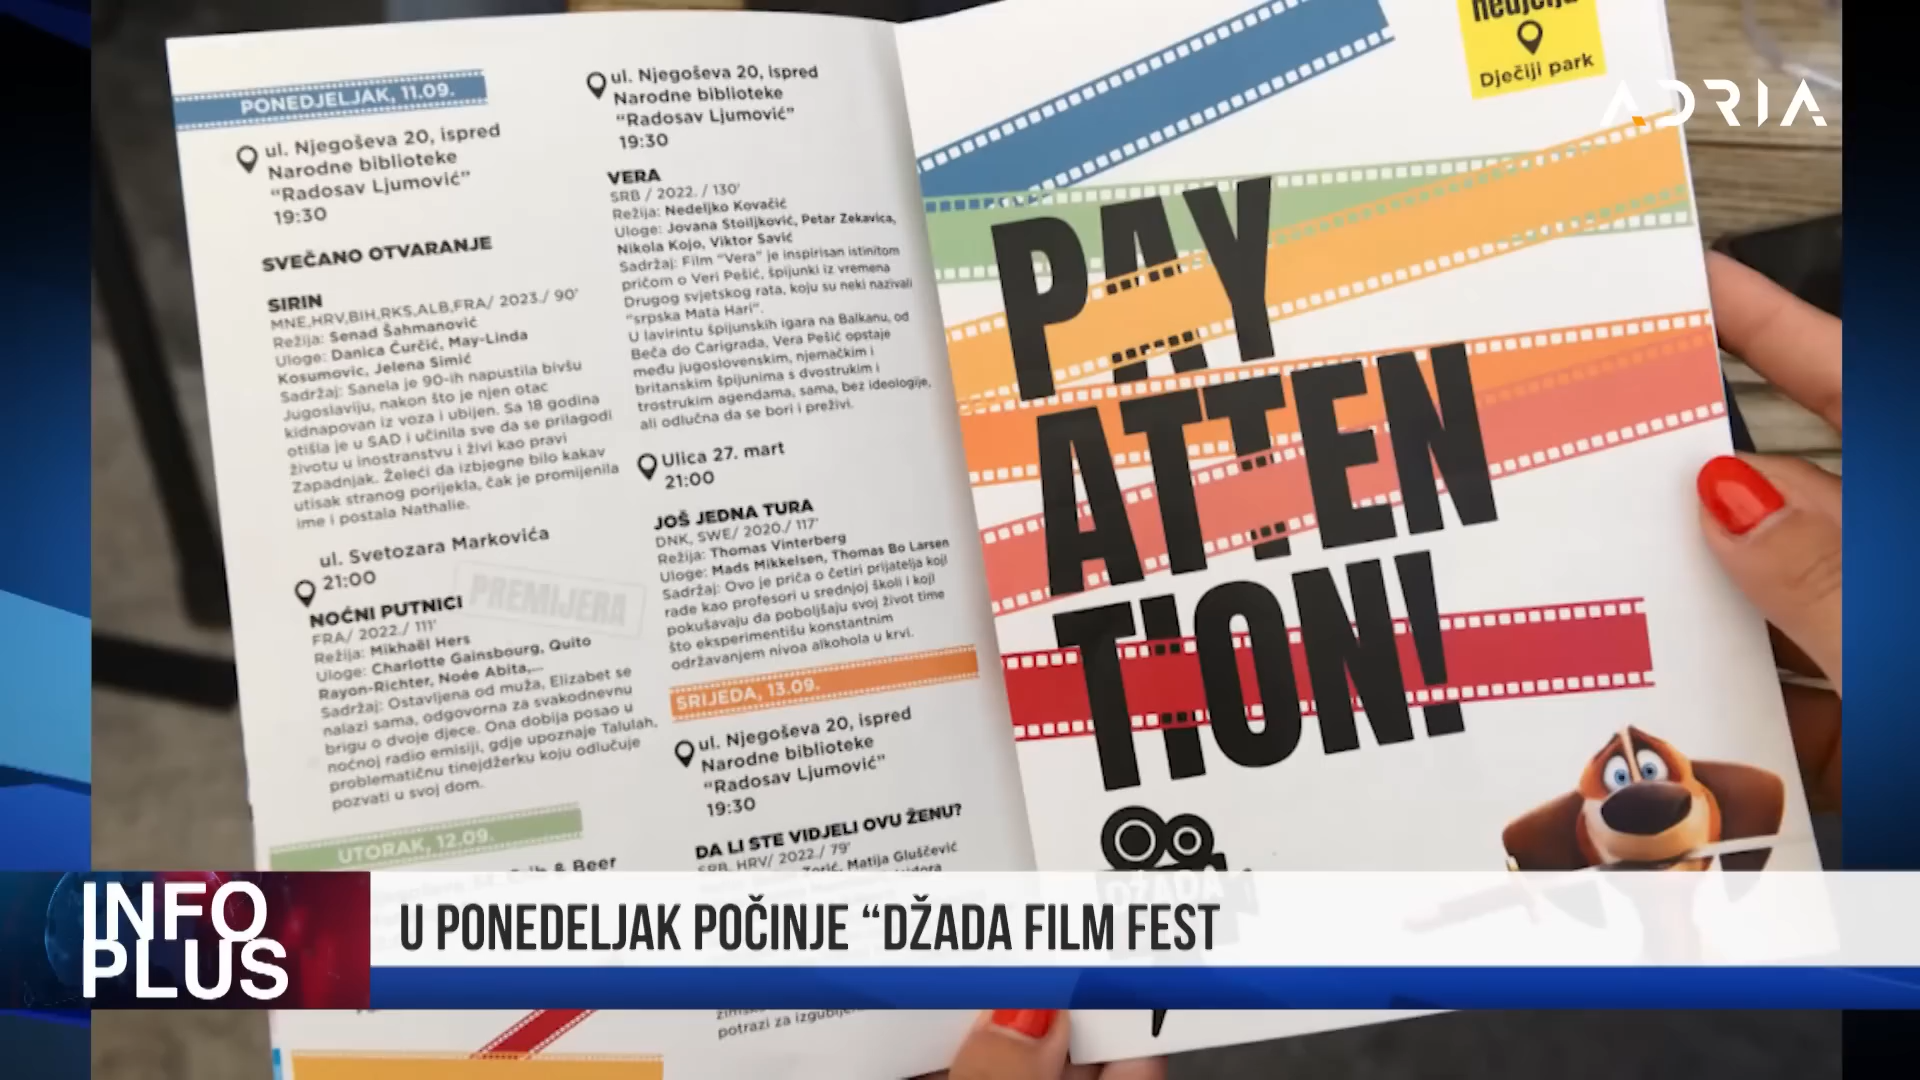 PONEDJELJAK, 11.09.
ul. Njegoševa 20, ispred
Narodne biblioteke
“Radosav Ljumović”
19:30
SVEČANO OTVARANJE
SIRIN
MNE,HRV,BIH,RKS,ALB,FRA/ 2023./ 90'
Režija: Senad Šahmanović
Uloge: Danica Ćurčić, May-Linda
Kosumovic, Jelena Simić
Sadržaj: Sanela je 90-ih napustila bivšu
Jugoslaviju, nakon što je njen otac
kidnapovan iz voza i ubijen. Sa 18 godina
otišla je u SAD i učinila sve da se prilagodi
životu u inostranstvu i živi kao pravi
Zapadnjak. Želeći da izbjegne bilo kakav
utisak stranog porijekla, čak je promijenila
ime i postala Nathalie.
ul. Svetozara Markovića
21:00
PREMIJERA
NOĆNI PUTNICI
FRA/ 2022./ 111'
Režija: Mikhaël Hers
Uloge: Charlotte Gainsbourg, Quito
Rayon-Richter, Noée Abita,...
Sadržaj: Ostavljena od muža, Elizabet se
nalazi sama, odgovorna za svakodnevnu
brigu o dvoje djece. Ona dobija posao u
noćnoj radio emisiji, gdje upoznaje Talulah,
problematičnu tinejdžerku koju odlučuje
pozvati u svoj dom.
UTORAK, 12.09.
& Beer
ul. Njegoševa 20, ispred
Narodne biblioteke
“Radosav Ljumović”
19:30
VERA
SRB / 2022. / 130'
Režija: Nedeljko Kovačić
Uloge: Jovana Stoiljković, Petar Zekavica,
Nikola Kojo, Viktor Savić
Sadržaj: Film “Vera” je inspirisan istinitom
pričom o Veri Pešić, špijunki iz vremena
Drugog svjetskog rata, koju su neki nazivali
“srpska Mata Hari”.
U lavirintu špijunskih igara na Balkanu, od
Beča do Carigrada, Vera Pešić opstaje
među jugoslovenskim, njemačkim i
britanskim špijunima s dvostrukim i
trostrukim agendama, sama, bez ideologije,
ali odlučna da se bori i preživi.
Ulica 27. mart
21:00
JOŠ JEDNA TURA
DNK, SWE/ 2020./ 117'
Režija: Thomas Vinterberg
Uloge: Mads Mikkelsen, Thomas Bo Larsen
Sadržaj: Ovo je priča o četiri prijatelja koji
rade kao profesori u srednjoj školi i koji
pokušavaju da poboljšaju svoj život time
što eksperimentišu konstantnim
održavanjem nivoa alkohola u krvi.
SRIJEDA, 13.09.
ul. Njegoševa 20, ispred
Narodne biblioteke
“Radosav Ljumović”
19:30
DA LI STE VIDJELI OVU ŽENU?
SRB, HRV/ 2022./ 79'
Zorić, Matija Gluščević
potrazi za
nedjelja
Dječiji park
ADRIA
PAY
ATTEN
TION!
DŽADA
INFO
PLUS
U PONEDELJAK POČINJE “DŽADA FILM FEST